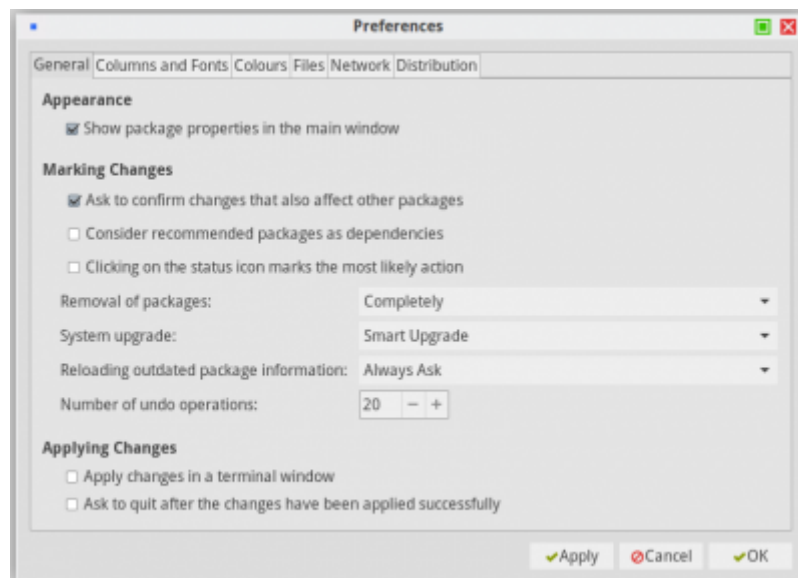 Preferences
General Columns and Fonts Colours Files Network Distribution
Appearance
Show package properties in the main window
Marking Changes
Ask to confirm changes that also affect other packages
Consider recommended packages as dependencies
Clicking on the status icon marks the most likely action
Removal of packages: Completely
System upgrade: Smart Upgrade
Reloading outdated package information: Always Ask
Number of undo operations: 20 − +
Applying Changes
Apply changes in a terminal window
Ask to quit after the changes have been applied successfully
Apply Cancel OK